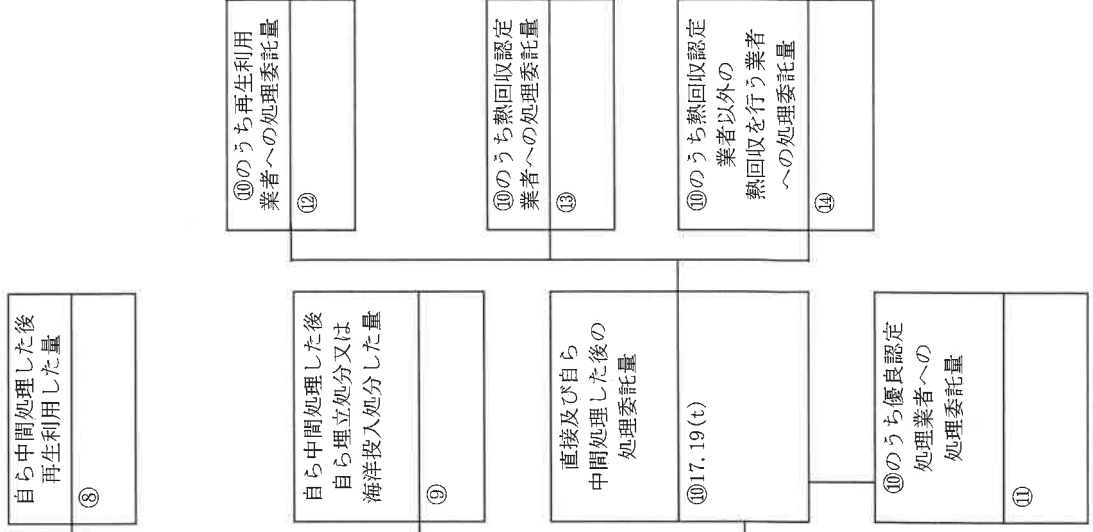 自ら中間処理した後
再生利用した量
⑧
自ら中間処理した後
自ら埋立処分又は
海洋投入処分した量
⑨
直接及び自ら
中間処理した後の
処理委託量
⑩17.19(t)
⑩のうち優良認定
処理業者への
処理委託量
⑪
⑩のうち再生利用
業者への処理委託量
⑫
⑩のうち熱回収認定
業者への処理委託量
⑬
⑩のうち熱回収認定
業者以外の
熱回収を行う業者
への処理委託量
⑭